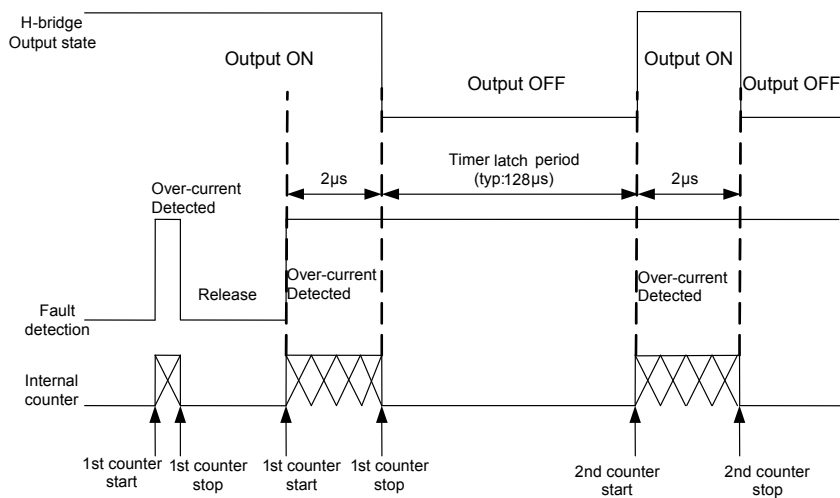 H-bridge
Output state
Output ON
Output OFF
Output ON
Output OFF
2µs
Timer latch period
(typ:128µs)
2µs
Over-current
Detected
Release
Over-current
Detected
Over-current
Detected
Fault
detection
Internal
counter
1st counter
start
1st counter
stop
1st counter
start
1st counter
stop
2nd counter
start
2nd counter
stop